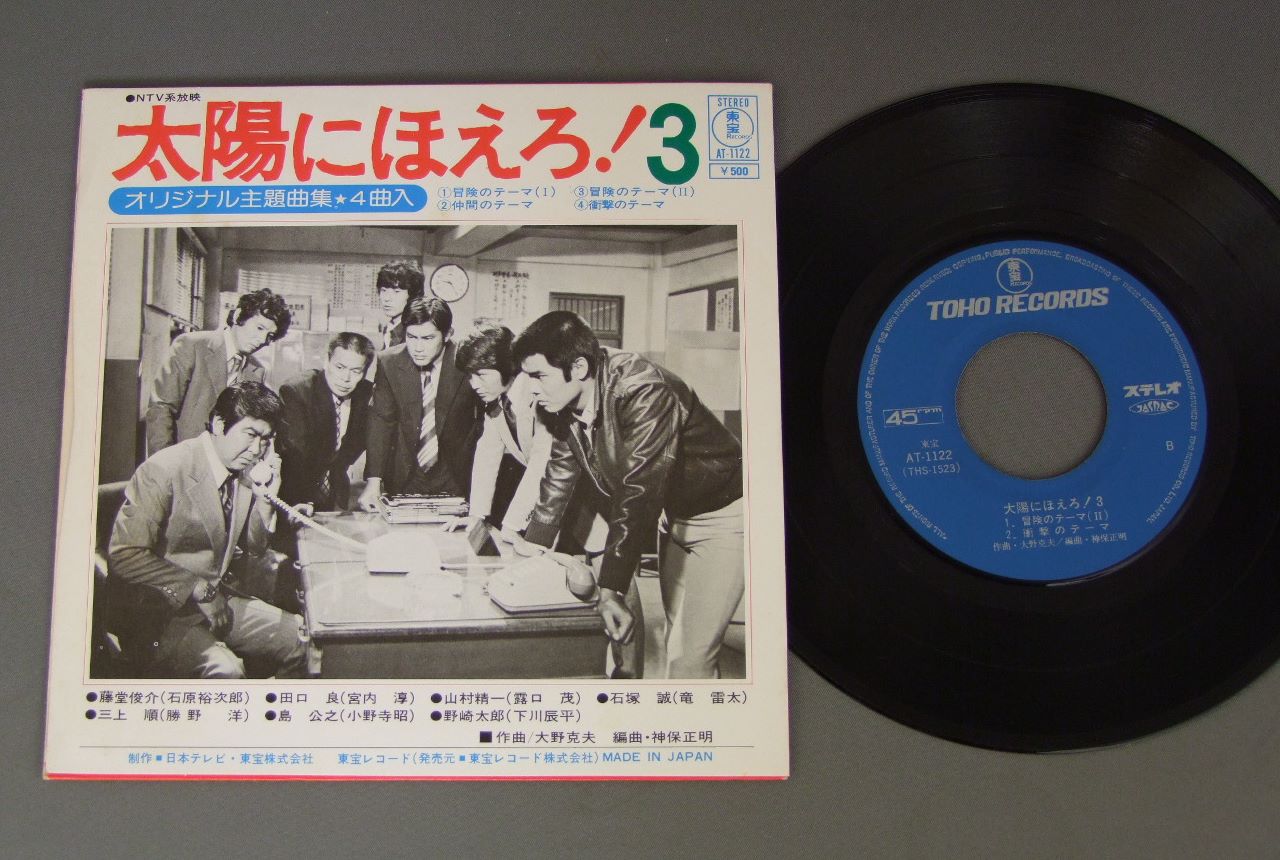 ●NTV系放映
太陽にほえろ!3
STEREO
東宝
RECORDS
AT-1122
¥500
オリジナル主題曲集★4曲入
①冒険のテーマ(I) ③冒険のテーマ(II)
②仲間のテーマ ④衝撃のテーマ
●藤堂俊介(石原裕次郎) ●田口 良(宮内 淳) ●山村精一(露口 茂) ●石塚 誠(竜 雷太)
●三上 順(勝野 洋) ●島 公之(小野寺昭) ●野崎太郎(下川辰平)
■作曲/大野克夫 編曲・神保正明
制作■日本テレビ・東宝株式会社 東宝レコード(発売元■東宝レコード株式会社) MADE IN JAPAN
東宝
RECORDS
TOHO RECORDS
ステレオ
JASRAC
45rpm
東宝
AT-1122
(THS-1523)
B
太陽にほえろ! 3
1. 冒険のテーマ(II)
2. 衝撃のテーマ
作曲・大野克夫/編曲・神保正明